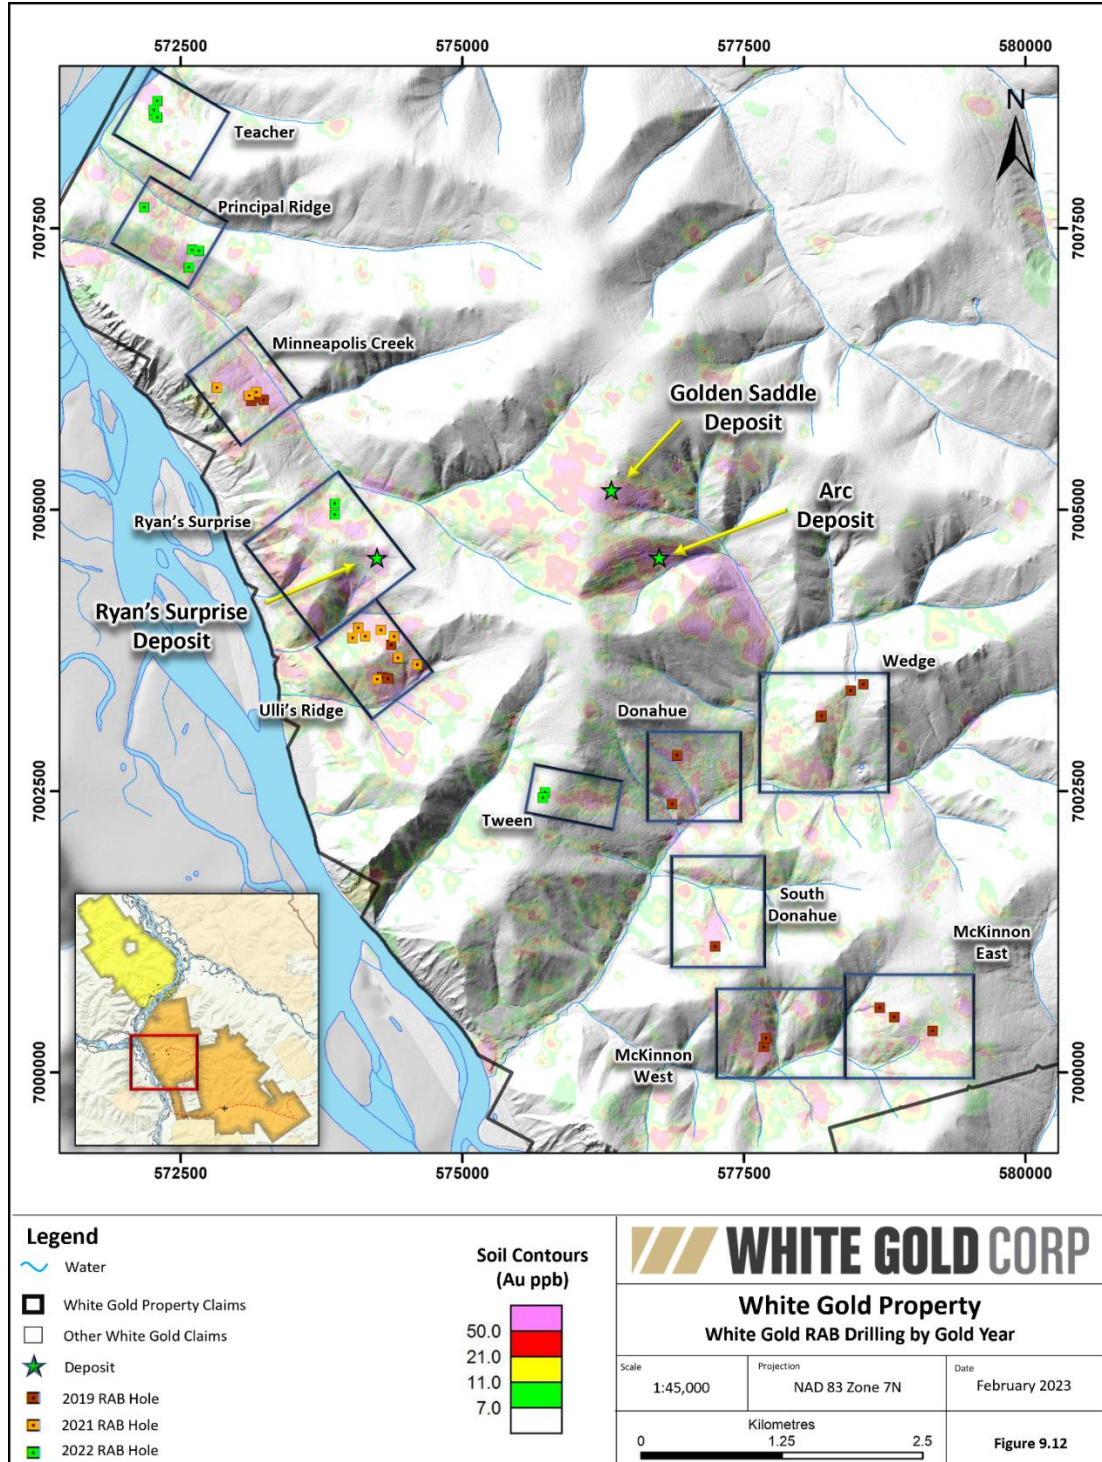 572500 575000 577500 580000
N
Teacher
Principal Ridge
7007500 7007500
Minneapolis Creek
Golden Saddle
Deposit
Arc
Deposit
Ryan's Surprise
7005000 7005000
Ryan's Surprise
Deposit
Wedge
Ulli's Ridge
Donahue
7002500 7002500
Tween
South
Donahue
McKinnon
East
McKinnon
West
7000000 7000000
572500 575000 577500 580000
Legend
Water
White Gold Property Claims
Other White Gold Claims
Deposit
2019 RAB Hole
2021 RAB Hole
2022 RAB Hole
Soil Contours
(Au ppb)
50.0
21.0
11.0
7.0
WHITE GOLD CORP
White Gold Property
White Gold RAB Drilling by Gold Year
Scale
1:45,000
Projection
NAD 83 Zone 7N
Date
February 2023
Kilometres
0 1.25 2.5
Figure 9.12